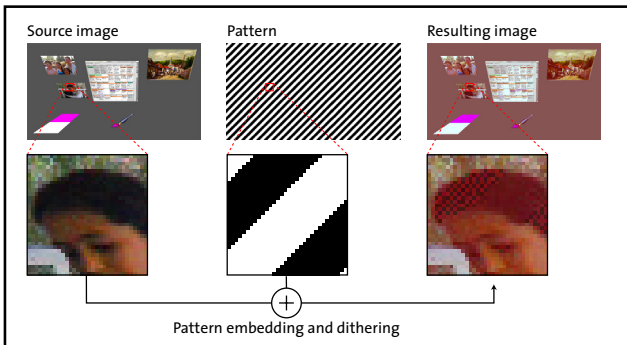 Source image
Pattern
Resulting image
Pattern embedding and dithering